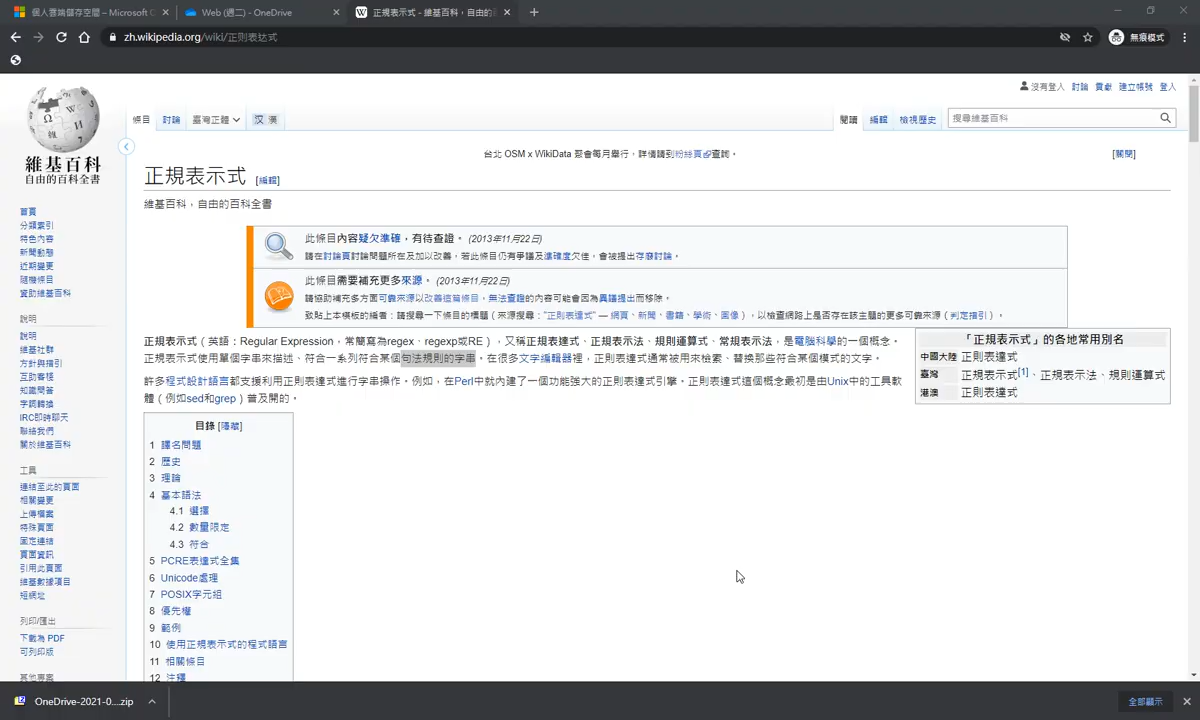 個人雲端儲存空間 – Microsoft O
Web (週二) - OneDrive
正規表示式 - 維基百科，自由的百
zh.wikipedia.org/wiki/正则表达式
無痕模式
沒有登入 討論 貢獻 建立帳號 登入
條目 討論 臺灣正體 汉 漢
閱讀 編輯 檢視歷史 搜尋維基百科
維基百科
自由的百科全書
台北 OSM x WikiData 聚會每月舉行，詳情請到粉絲頁查詢。
[關閉]
正規表示式 [編輯]
維基百科，自由的百科全書
此條目內容疑欠準確，有待查證。 (2013年11月22日)
請在討論頁討論問題所在及加以改善，若此條目仍有爭議及準確度欠佳，會被提出存廢討論。
此條目需要補充更多來源。 (2013年11月22日)
請協助補充多方面可靠來源以改善這篇條目，無法查證的內容可能會因為異議提出而移除。
致貼上本模板的編者：請搜尋一下條目的標題（來源搜尋："正則表達式" — 網頁、新聞、書籍、學術、圖像），以檢查網路上是否存在該主題的更多可靠來源（判定指引）。
正規表示式（英語：Regular Expression，常簡寫為regex、regexp或RE），又稱正規表達式、正規表示法、規則運算式、常規表示法，是電腦科學的一個概念。
正規表示式使用單個字串來描述、符合一系列符合某個句法規則的字串。在很多文字編輯器裡，正則表達式通常被用來檢索、替換那些符合某個模式的文字。
許多程式設計語言都支援利用正則表達式進行字串操作。例如，在Perl中就內建了一個功能強大的正則表達式引擎。正則表達式這個概念最初是由Unix中的工具軟
體（例如sed和grep）普及開的。
「正規表示式」的各地常用別名
中國大陸 正則表達式
臺灣 正規表示式[1]、正規表示法、規則運算式
港澳 正則表達式
目錄 [隱藏]
1 譯名問題
2 歷史
3 理論
4 基本語法
4.1 選擇
4.2 數量限定
4.3 符合
5 PCRE表達式全集
6 Unicode處理
7 POSIX字元組
8 優先權
9 範例
10 使用正規表示式的程式語言
11 相關條目
12 注釋
首頁
分類索引
特色內容
新聞動態
近期變更
隨機條目
資助維基百科
說明
說明
維基社群
方針與指引
互助客棧
知識問答
字詞轉換
IRC即時聊天
聯絡我們
關於維基百科
工具
連結至此的頁面
相關變更
上傳檔案
特殊頁面
固定連結
頁面資訊
引用此頁面
維基數據項目
短網址
列印/匯出
下載為 PDF
可列印版
其他專案
OneDrive-2021-0....zip
全部顯示